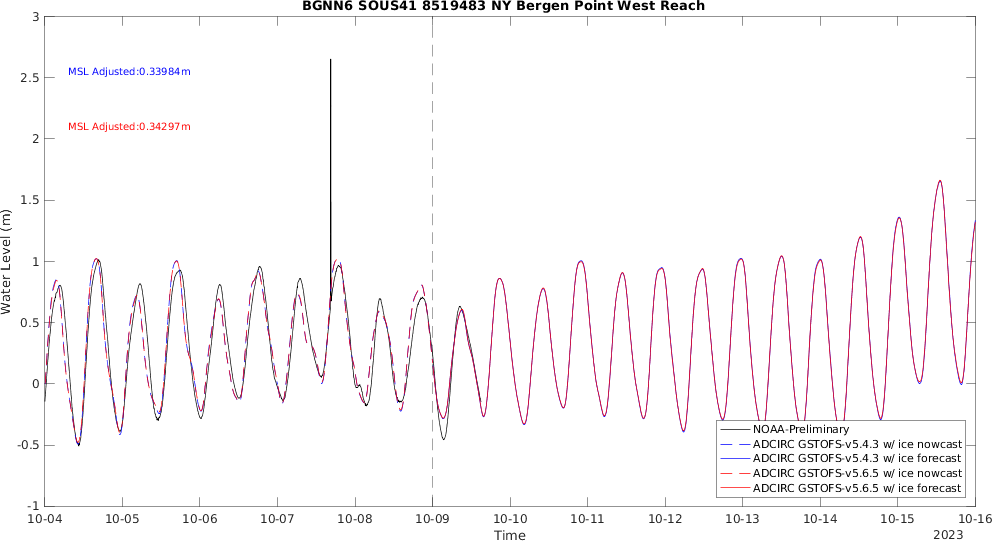 BGNN6 SOUS41 8519483 NY Bergen Point West Reach
MSL Adjusted:0.33984m
MSL Adjusted:0.34297m
Water Level (m)
3
2.5
2
1.5
1
0.5
0
-0.5
-1
NOAA-Preliminary
ADCIRC GSTOFS-v5.4.3 w/ ice nowcast
ADCIRC GSTOFS-v5.4.3 w/ ice forecast
ADCIRC GSTOFS-v5.6.5 w/ ice nowcast
ADCIRC GSTOFS-v5.6.5 w/ ice forecast
10-04 10-05 10-06 10-07 10-08 10-09 10-10 10-11 10-12 10-13 10-14 10-15 10-16
Time
2023